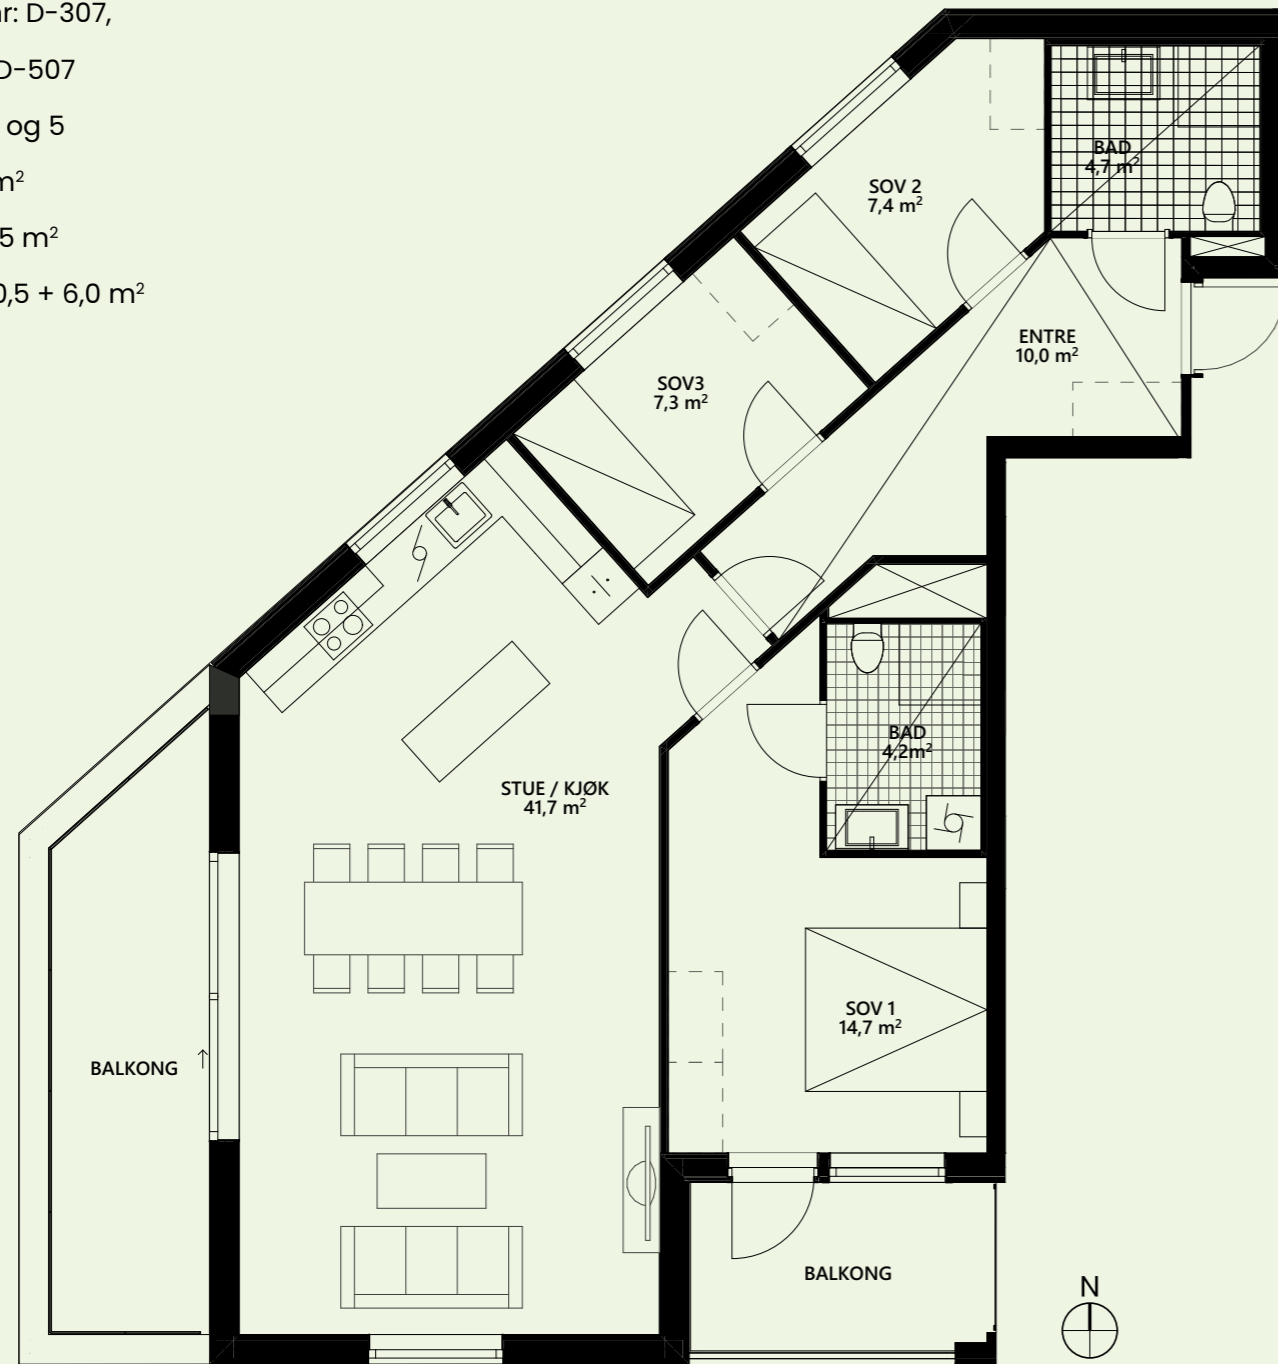 D-307,
D-507
og 5
m²
5 m²
0,5 + 6,0 m²
BAD
4,7 m²
SOV 2
7,4 m²
ENTRE
10,0 m²
SOV3
7,3 m²
BAD
4,2m²
STUE / KJØK
41,7 m²
SOV 1
14,7 m²
BALKONG
BALKONG
N